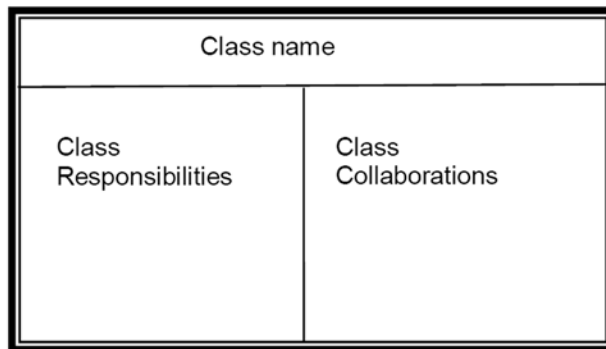 Class name
Class
Responsibilities
Class
Collaborations